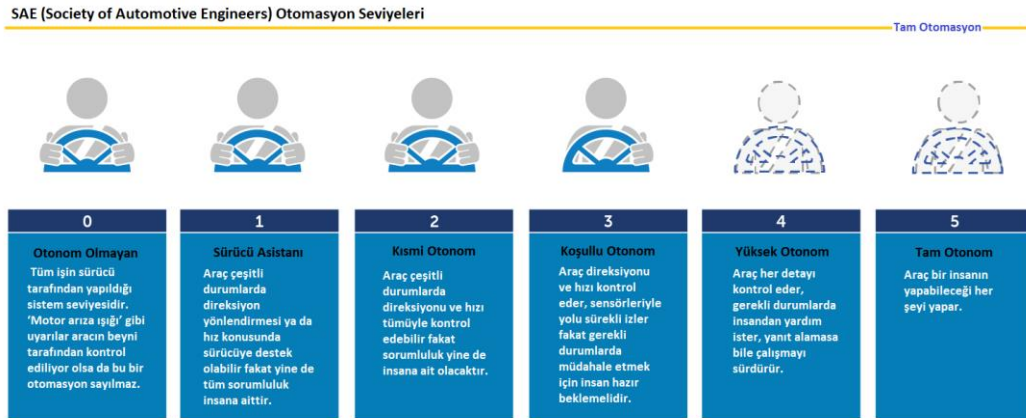 SAE (Society of Automotive Engineers) Otomasyon Seviyeleri
Tam Otomasyon
0
Otonom Olmayan
Tüm işin sürücü
tarafından yapıldığı
sistem seviyesidir.
'Motor arıza ışığı' gibi
uyarılar aracın beyni
tarafından kontrol
ediliyor olsa da bu bir
otomasyon sayılmaz.
1
Sürücü Asistanı
Araç çeşitli
durumlarda
direksiyon
yönlendirmesi ya da
hız konusunda
sürücüye destek
olabilir fakat yine de
tüm sorumluluk
insana aittir.
2
Kısmi Otonom
Araç çeşitli
durumlarda
direksiyonu ve hızı
tümüyle kontrol
edebilir fakat
sorumluluk yine de
insana ait olacaktır.
3
Koşullu Otonom
Araç direksiyonu
ve hızı kontrol
eder, sensörleriyle
yolu sürekli izler
fakat gerekli
durumlarda
müdahale etmek
için insan hazır
beklemelidir.
4
Yüksek Otonom
Araç her detayı
kontrol eder,
gerekli durumlarda
insandan yardım
ister, yanıt alamasa
bile çalışmayı
sürdürür.
5
Tam Otonom
Araç bir insanın
yapabileceği her
şeyi yapar.